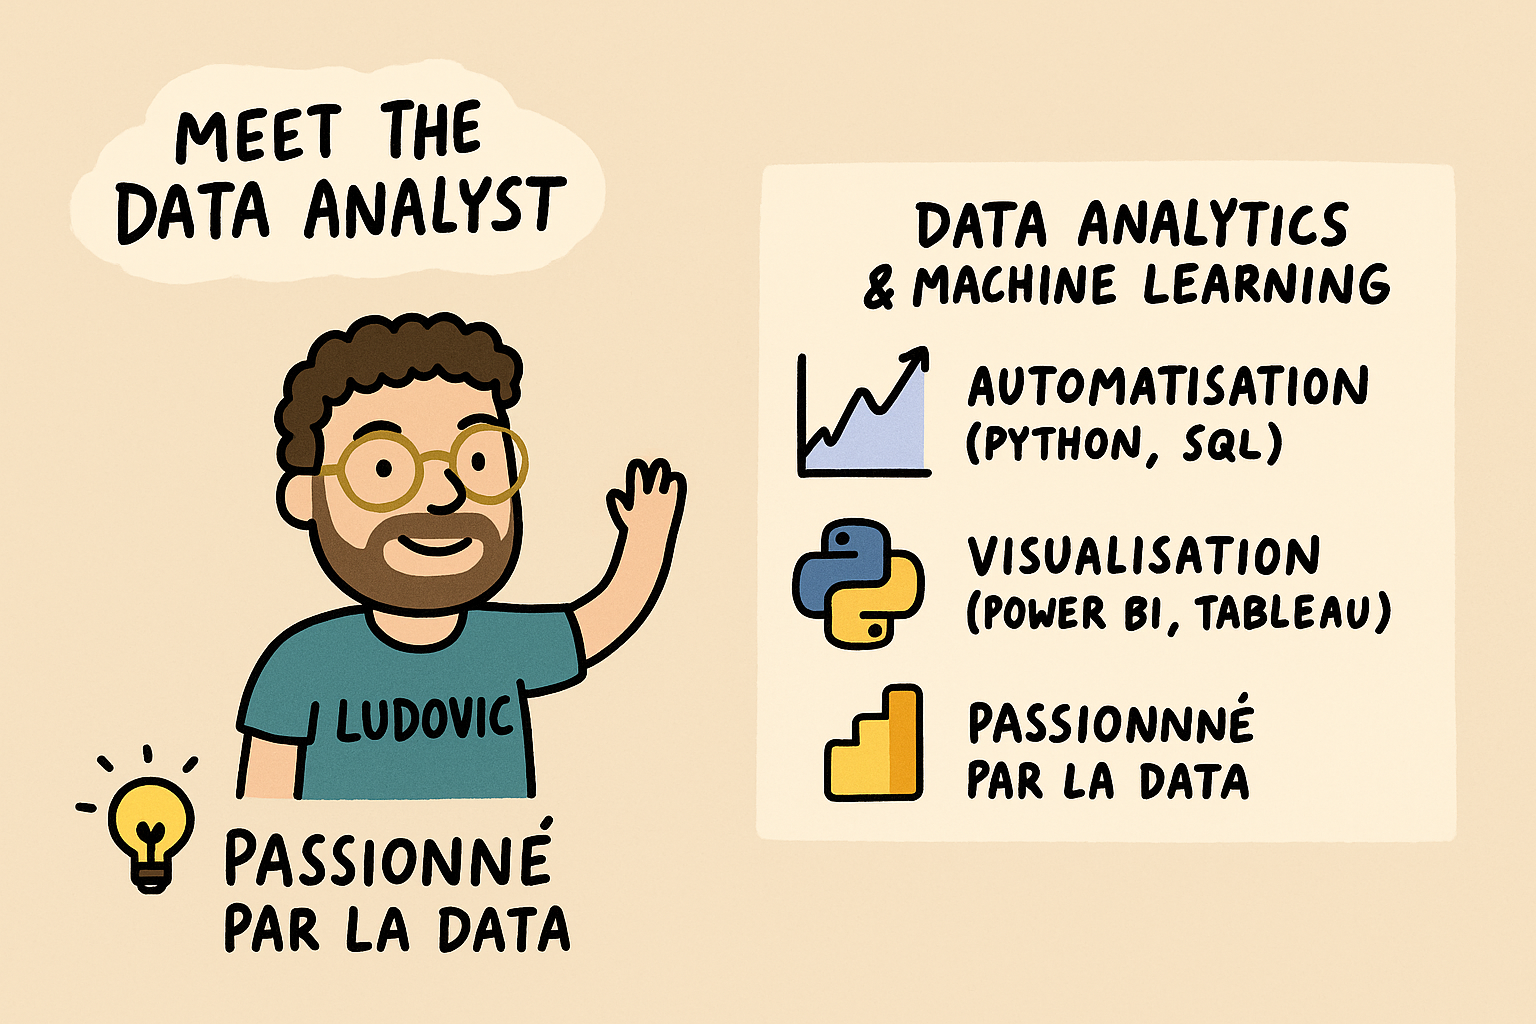 MEET THE
DATA ANALYST
LUDOVIC
PASSIONNÉ
PAR LA DATA
DATA ANALYTICS
& MACHINE LEARNING
AUTOMATISATION
(PYTHON, SQL)
VISUALISATION
(POWER BI, TABLEAU)
PASSIONNNÉ
PAR LA DATA